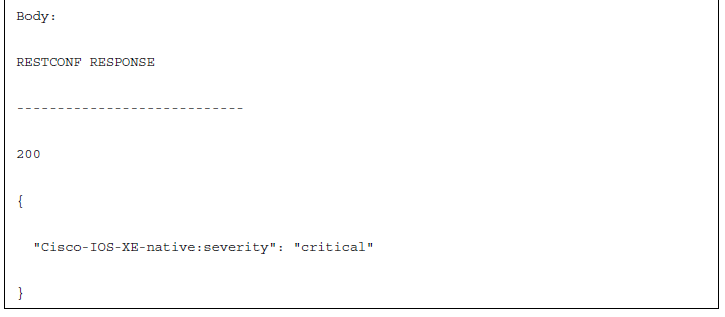 Body:
RESTCONF RESPONSE
----------------------------
200
{
  "Cisco-IOS-XE-native:severity": "critical"
}